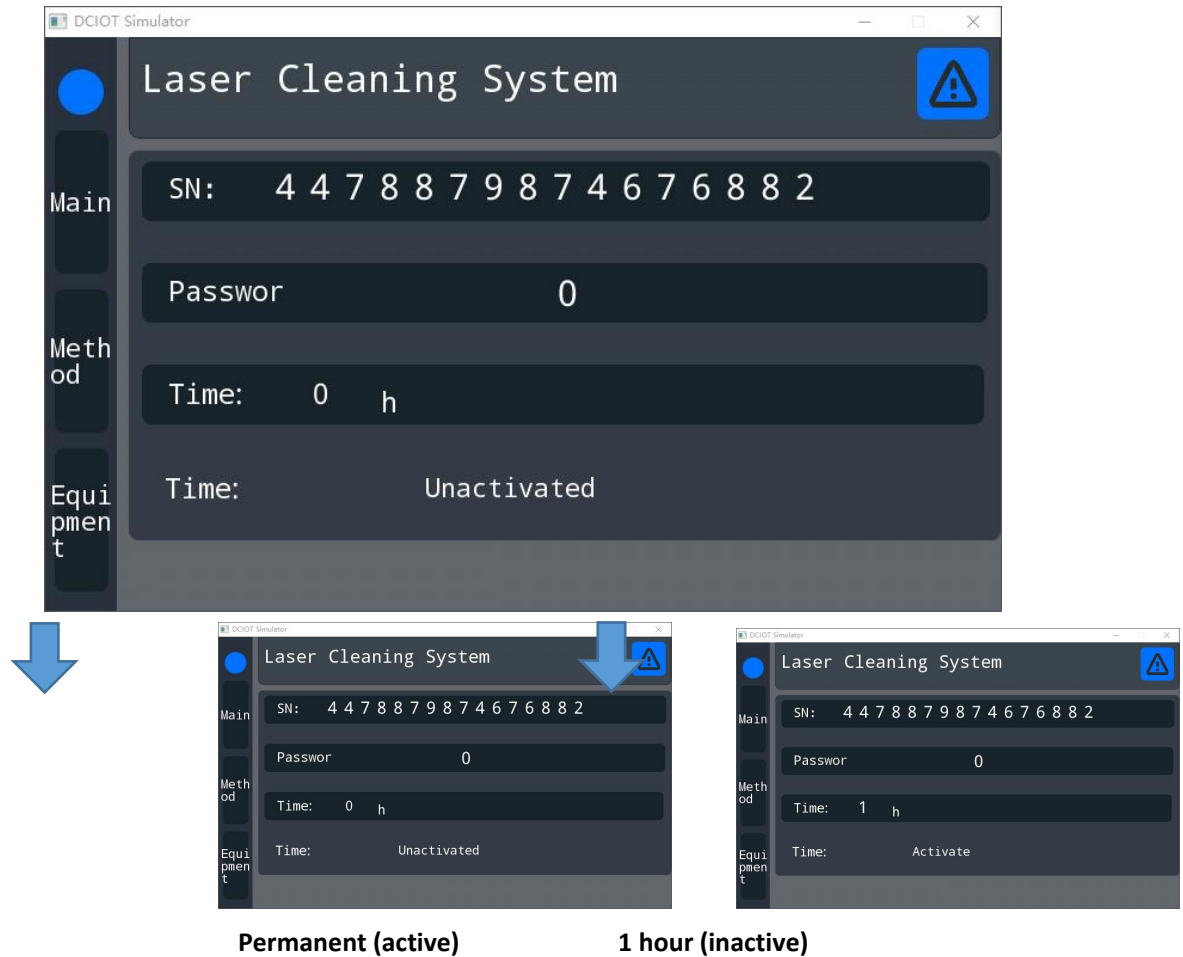 DCIOT Simulator
Laser Cleaning System
SN: 4 4 7 8 8 7 9 8 7 4 6 7 6 8 8 2
Main
Passwor 0
Meth
od
Time: 0 h
Time: Unactivated
Equi
pmen
t
DCIOT Simulator
Laser Cleaning System
SN: 4 4 7 8 8 7 9 8 7 4 6 7 6 8 8 2
Main
Passwor 0
Meth
od
Time: 0 h
Time: Unactivated
Equi
pmen
t
DCIOT Simulator
Laser Cleaning System
SN: 4 4 7 8 8 7 9 8 7 4 6 7 6 8 8 2
Main
Passwor 0
Meth
od
Time: 1 h
Time: Activate
Equi
pmen
t
Permanent (active) 1 hour (inactive)